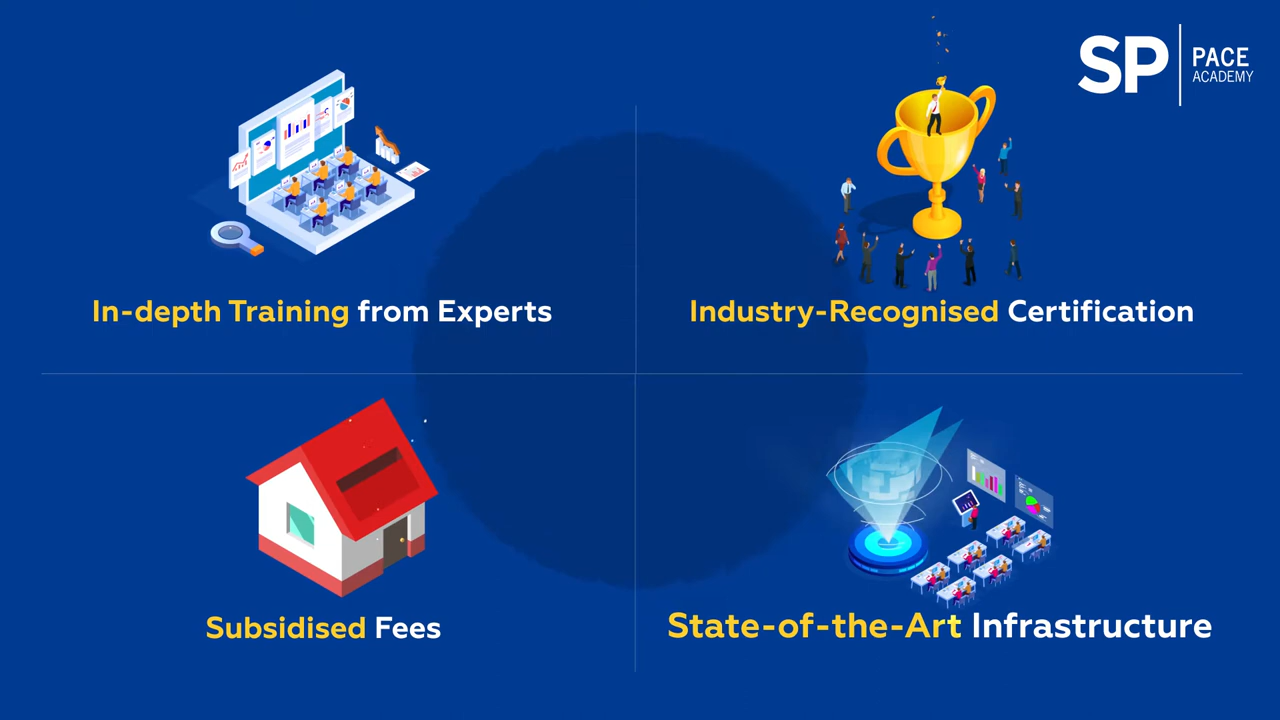 SP
PACE
ACADEMY
In-depth Training from Experts
Industry-Recognised Certification
Subsidised Fees
State-of-the-Art Infrastructure